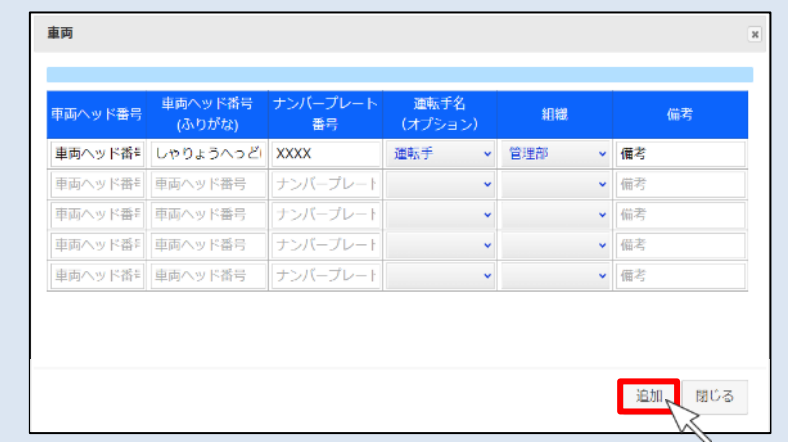 車両
車両ヘッド番号 車両ヘッド番号 (ふりがな) ナンバープレート 番号 運転手名 (オプション) 組織 備考
車両ヘッド番 しゃりょうへっど XXXX 運転手 管理部 備考
車両ヘッド番 車両ヘッド番号 ナンバープレート 備考
車両ヘッド番 車両ヘッド番号 ナンバープレート 備考
車両ヘッド番 車両ヘッド番号 ナンバープレート 備考
車両ヘッド番 車両ヘッド番号 ナンバープレート 備考
追加 閉じる